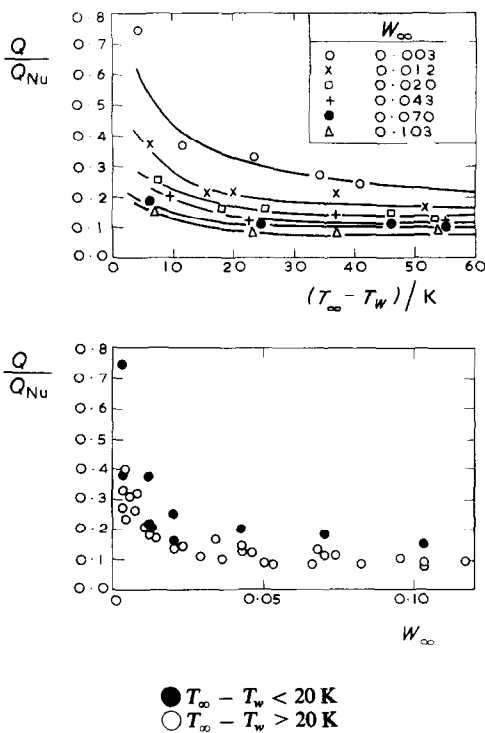 Q
Q_Nu
0·8
0·7
0·6
0·5
0·4
0·3
0·2
0·1
0·0
W∞
○ 0·003
× 0·012
□ 0·020
+ 0·043
● 0·070
△ 0·103
0 10 20 30 40 50 60
(T∞ − T_W)/K
Q
Q_Nu
0·8
0·7
0·6
0·5
0·4
0·3
0·2
0·1
0·0
0 0·05 0·10
W∞
● T∞ − T_w < 20 K
○ T∞ − T_w > 20 K